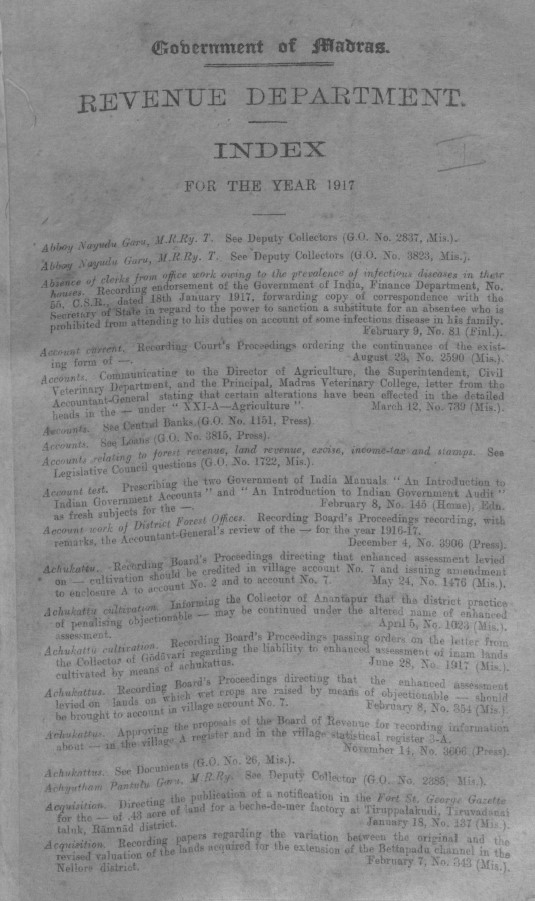 Government of Madras.
REVENUE DEPARTMENT.
INDEX
I
FOR THE YEAR 1917
Abboy Nayudu Garu, M.R.Ry. T. See Deputy Collectors (G.O. No. 2837, Mis.).
Abboy Nayudu Garu, M.R.Ry. T. See Deputy Collectors (G.O. No. 3823, Mis.).
Absence of clerks from office work owing to the prevalence of infectious diseases in their
houses. Recording endorsement of the Government of India, Finance Department, No.
55, C.S.R., dated 18th January 1917, forwarding copy of correspondence with the
Secretary of State in regard to the power to sanction a substitute for an absentee who is
prohibited from attending to his duties on account of some infectious disease in his family.
February 9, No. 83 (Finl.).
Account current. Recording Court's Proceedings ordering the continuance of the exist-
ing form of —. August 23, No. 2590 (Mis.).
Accounts. Communicating to the Director of Agriculture, the Superintendent, Civil
Veterinary Department, and the Principal, Madras Veterinary College, letter from the
Accountant-General stating that certain alterations have been effected in the detailed
heads in the — under " XXI-A—Agriculture ". March 12, No. 739 (Mis.).
Accounts. See Central Banks (G.O. No. 1151, Press)
Accounts. See Loans (G.O. No. 3815, Press).
Accounts relating to forest revenue, land revenue, excise, income-tax and stamps. See
Legislative Council questions (G.O. No. 1722, Mis.).
Account test. Prescribing the two Government of India Manuals " An Introduction to
Indian Government Accounts " and " An Introduction to Indian Government Audit "
as fresh subjects for the —. February 8, No. 145 (Home), Edn.
Account work of District Forest Offices. Recording Board's Proceedings recording, with
remarks, the Accountant-General's review of the — for the year 1916-17.
December 4, No. 3906 (Press).
Achukattu. Recording Board's Proceedings directing that enhanced assessment levied
on — cultivation should be credited in village account No. 7 and issuing amendment
to enclosure A to account No. 2 and to account No. 7. May 24, No. 1476 (Mis.).
Achukattu cultivation. Informing the Collector of Anantapur that the district practice
of penalising objectionable — may be continued under the altered name of enhanced
assessment. April 5, No. 1023 (Mis.).
Achukattu cultivation. Recording Board's Proceedings passing orders on the letter from
the Collector of Gōdāvari regarding the liability to enhanced assessment of inam lands
cultivated by means of achukattus. June 28, No. 1917 (Mis.).
Achukattus. Recording Board's Proceedings directing that the enhanced assessment
levied on lands on which wet crops are raised by means of objectionable — should
be brought to account in village account No. 7. February 8, No. 354 (Mis.).
Achukattus. Approving the proposals of the Board of Revenue for recording information
about — in the village A register and in the village statistical register 3-A.
November 14, No. 3606 (Press).
Achukattus. See Documents (G.O. No. 26, Mis.).
Achyutham Pantulu Garu, M.R.Ry. See Deputy Collector (G.O. No. 2385, Mis.).
Acquisition. Directing the publication of a notification in the Fort St. George Gazette
for the — of .43 acre of land for a beche-de-mer factory at Tiruppalakudi, Tiruvadanai
taluk, Rāmnād district. January 18, No. 137 (Mis.).
Acquisition. Recording papers regarding the variation between the original and the
revised valuation of the lands acquired for the extension of the Bettapadu channel in the
Nellore district. February 7, No. 343 (Mis.).